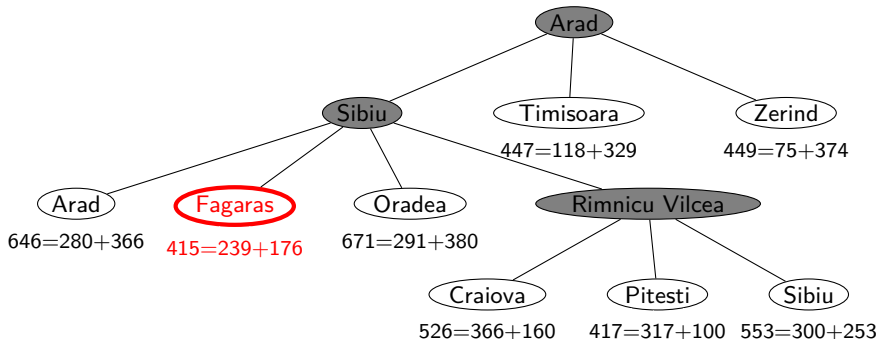 Arad
Sibiu
Timisoara
Zerind
447=118+329
449=75+374
Arad
Fagaras
Oradea
Rimnicu Vilcea
646=280+366
415=239+176
671=291+380
Craiova
Pitesti
Sibiu
526=366+160
417=317+100
553=300+253